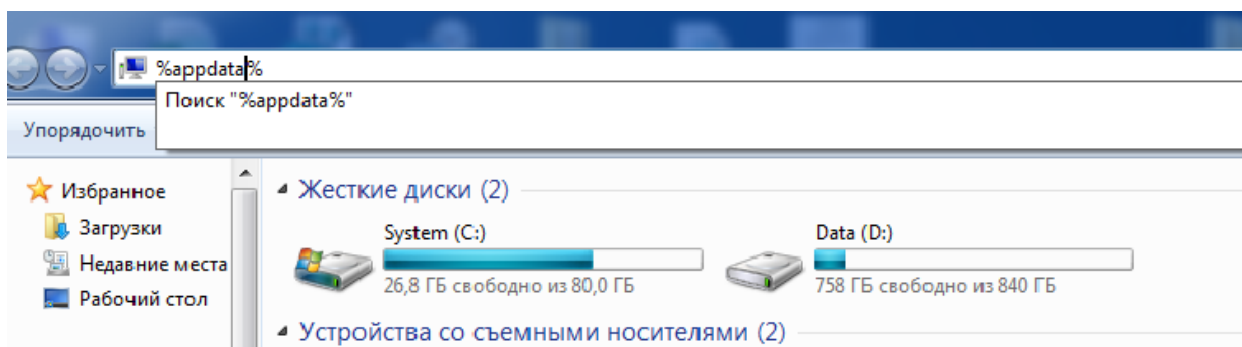 %appdata%
Поиск "%appdata%"
Упорядочить
Избранное
Загрузки
Недавние места
Рабочий стол
Жесткие диски (2)
System (C:)
26,8 ГБ свободно из 80,0 ГБ
Data (D:)
758 ГБ свободно из 840 ГБ
Устройства со съемными носителями (2)